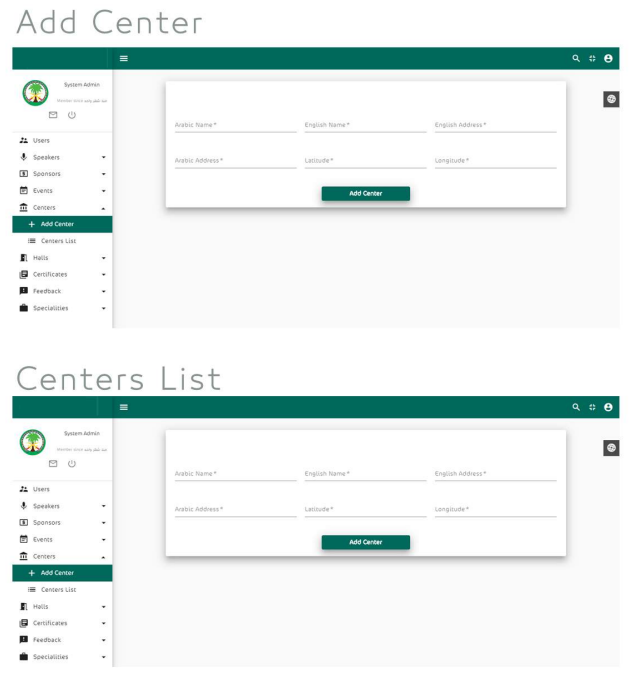 Add Center
System Admin
Member since
Users
Speakers
Sponsors
Events
Centers
Add Center
Centers List
Halls
Certificates
Feedback
Specialities
Arabic Name *
English Name *
English Address *
Arabic Address *
Latitude *
Longitude *
Add Center
Centers List
System Admin
Member since
Users
Speakers
Sponsors
Events
Centers
Add Center
Centers List
Halls
Certificates
Feedback
Specialities
Arabic Name *
English Name *
English Address *
Arabic Address *
Latitude *
Longitude *
Add Center